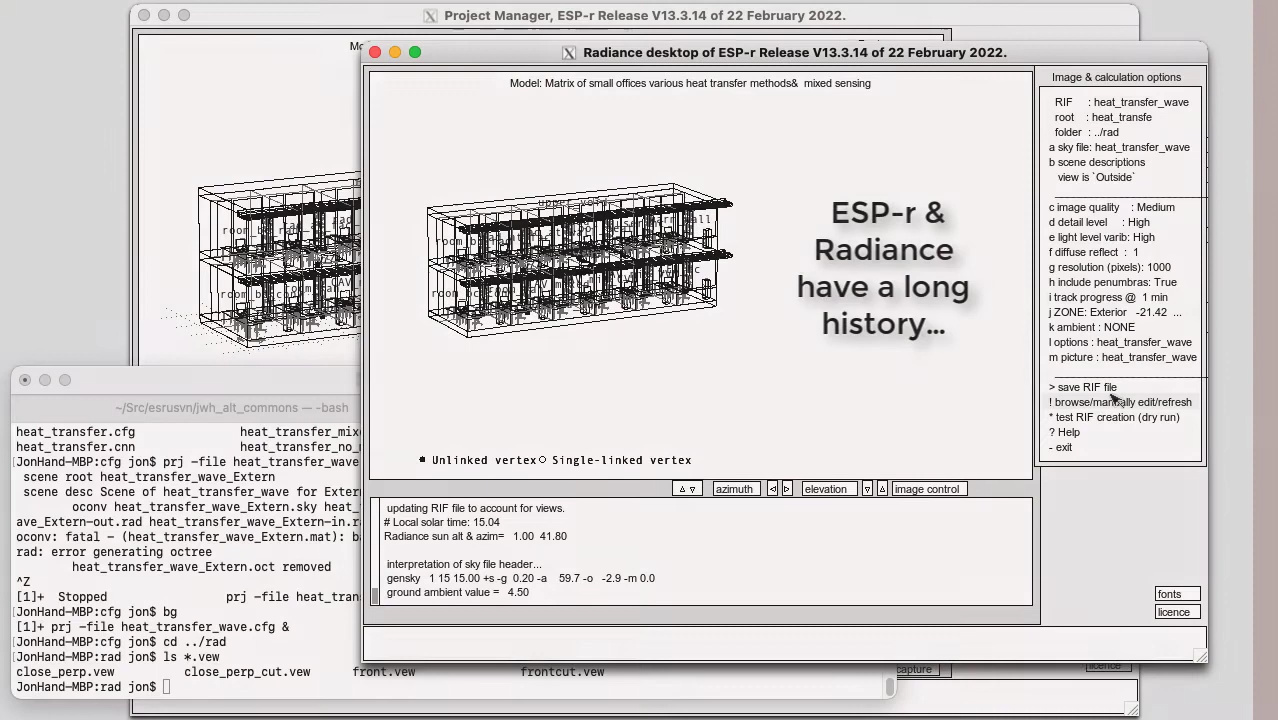 Project Manager, ESP-r Release V13.3.14 of 22 February 2022.
Radiance desktop of ESP-r Release V13.3.14 of 22 February 2022.
Model: Matrix of small offices various heat transfer methods& mixed sensing
ESP-r &
Radiance
have a long
history...
Unlinked vertex Single-linked vertex
azimuth
elevation
image control
updating RIF file to account for views.
# Local solar time: 15.04
Radiance sun alt & azim= 1.00 41.80
interpretation of sky file header...
gensky 1 15 15.00 +s -g 0.20 -a 59.7 -o -2.9 -m 0.0
ground ambient value = 4.50
Image & calculation options
RIF : heat_transfer_wave
root : heat_transfe
folder : ../rad
a sky file: heat_transfer_wave
b scene descriptions
view is `Outside`
c image quality : Medium
d detail level : High
e light level varib: High
f diffuse reflect : 1
g resolution (pixels): 1000
h include penumbras: True
i track progress @ 1 min
j ZONE: Exterior -21.42 ...
k ambient : NONE
l options : heat_transfer_wave
m picture : heat_transfer_wave
> save RIF file
! browse/manually edit/refresh
* test RIF creation (dry run)
? Help
- exit
fonts
licence
capture
licence
~/Src/esrusvn/jwh_alt_commons — -bash
heat_transfer.cfg heat_transfer_mix
heat_transfer.cnn heat_transfer_no_
JonHand-MBP:cfg jon$ prj -file heat_transfer_wave
scene root heat_transfer_wave_Extern
scene desc Scene of heat_transfer_wave for Extern
oconv heat_transfer_wave_Extern.sky heat_
ave_Extern-out.rad heat_transfer_wave_Extern-in.r
oconv: fatal - (heat_transfer_wave_Extern.mat): b
rad: error generating octree
heat_transfer_wave_Extern.oct removed
^Z
[1]+ Stopped prj -file heat_trans
JonHand-MBP:cfg jon$ bg
[1]+ prj -file heat_transfer_wave.cfg &
JonHand-MBP:cfg jon$ cd ../rad
JonHand-MBP:rad jon$ ls *.vew
close_perp.vew close_perp_cut.vew front.vew frontcut.vew
JonHand-MBP:rad jon$